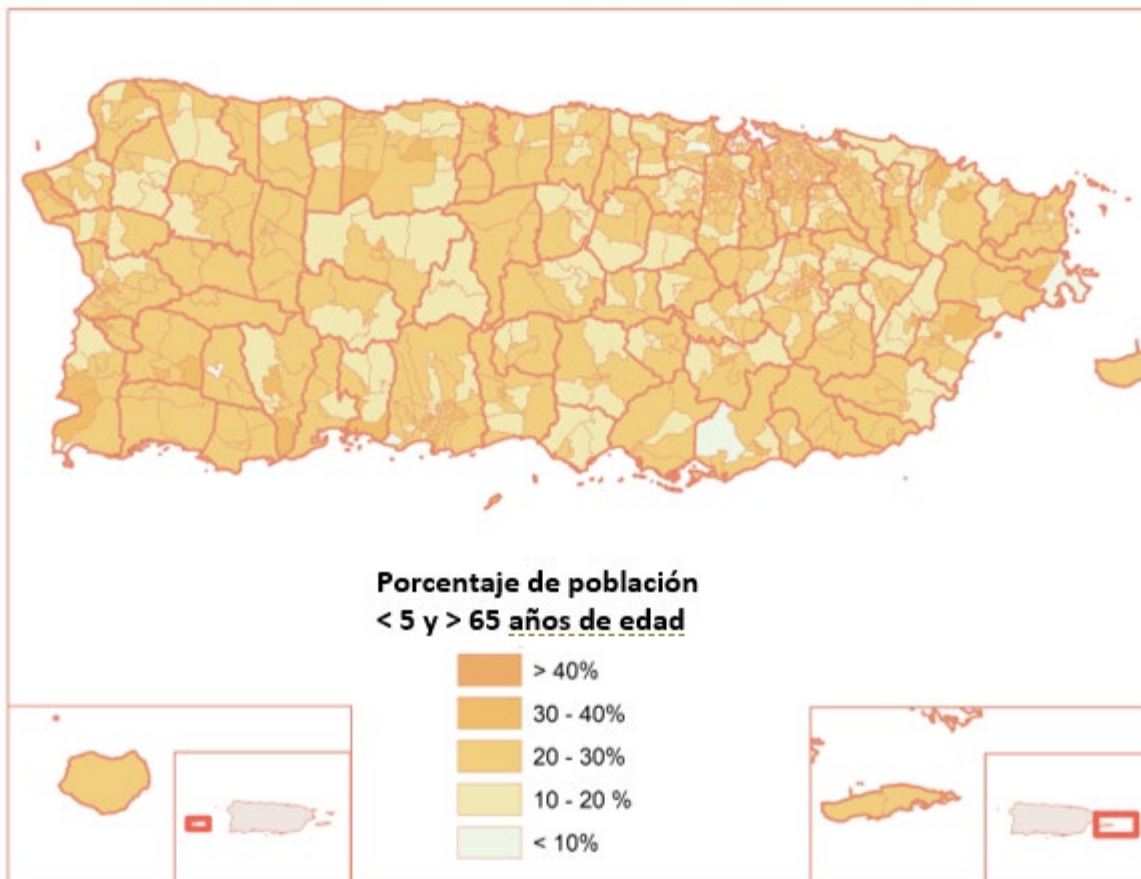 Porcentaje de población
< 5 y > 65 años de edad
> 40%
30 - 40%
20 - 30%
10 - 20 %
< 10%